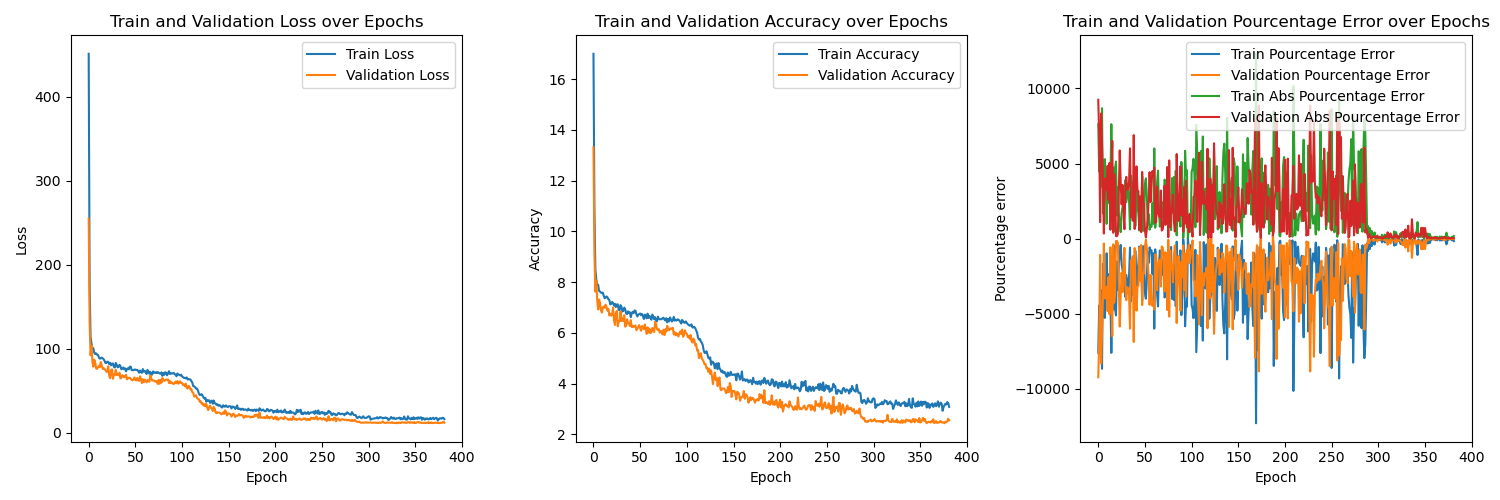 Train and Validation Loss over Epochs
Train Loss
Validation Loss
400
300
200
100
0
Loss
0 50 100 150 200 250 300 350 400
Epoch
Train and Validation Accuracy over Epochs
Train Accuracy
Validation Accuracy
16
14
12
10
8
6
4
2
Accuracy
0 50 100 150 200 250 300 350 400
Epoch
Train and Validation Pourcentage Error over Epochs
Train Pourcentage Error
Validation Pourcentage Error
Train Abs Pourcentage Error
Validation Abs Pourcentage Error
10000
5000
0
−5000
−10000
Pourcentage error
0 50 100 150 200 250 300 350 400
Epoch